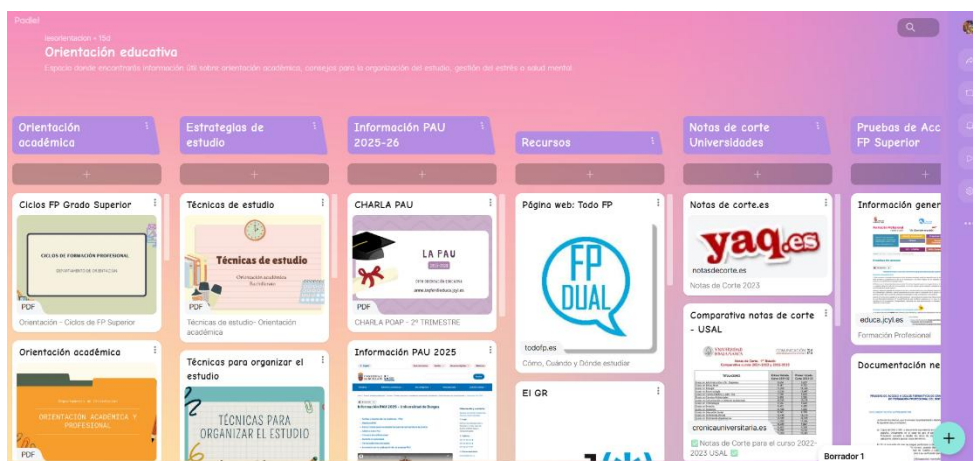 Padlet
iesorientacion • 15d
Orientación educativa
Espacio donde encontrarás información útil sobre orientación académica, consejos para la organización del estudio, gestión del estrés o salud mental.
Orientación
académica
Ciclos FP Grado Superior
CICLOS DE FORMACIÓN PROFESIONAL
DEPARTAMENTO DE ORIENTACIÓN
PDF
Orientación - Ciclos de FP Superior
Orientación académica
ORIENTACIÓN ACADÉMICA Y
PROFESIONAL
PDF
Estrategias de
estudio
Técnicas de estudio
Técnicas de estudio
Orientación académica
PDF
Técnicas de estudio- Orientación
académica
Técnicas para organizar el
estudio
TÉCNICAS PARA
ORGANIZAR EL ESTUDIO
Información PAU
2025-26
CHARLA PAU
LA PAU
PDF
CHARLA POAP - 2º TRIMESTRE
Información PAU 2025
Recursos
Página web: Todo FP
FP
DUAL
todofp.es
Cómo, Cuándo y Dónde estudiar
El GR
Notas de corte
Universidades
Notas de corte.es
yaq.es
notasdecorte.es
Notas de Corte 2023
Comparativa notas de corte
- USAL
cronicauniversitaria.es
Notas de Corte para el curso 2022-
2023 USAL
Pruebas de Acc
FP Superior
Información gener
educa.jcyl.es
Formación Profesional
Documentación ne
Borrador 1